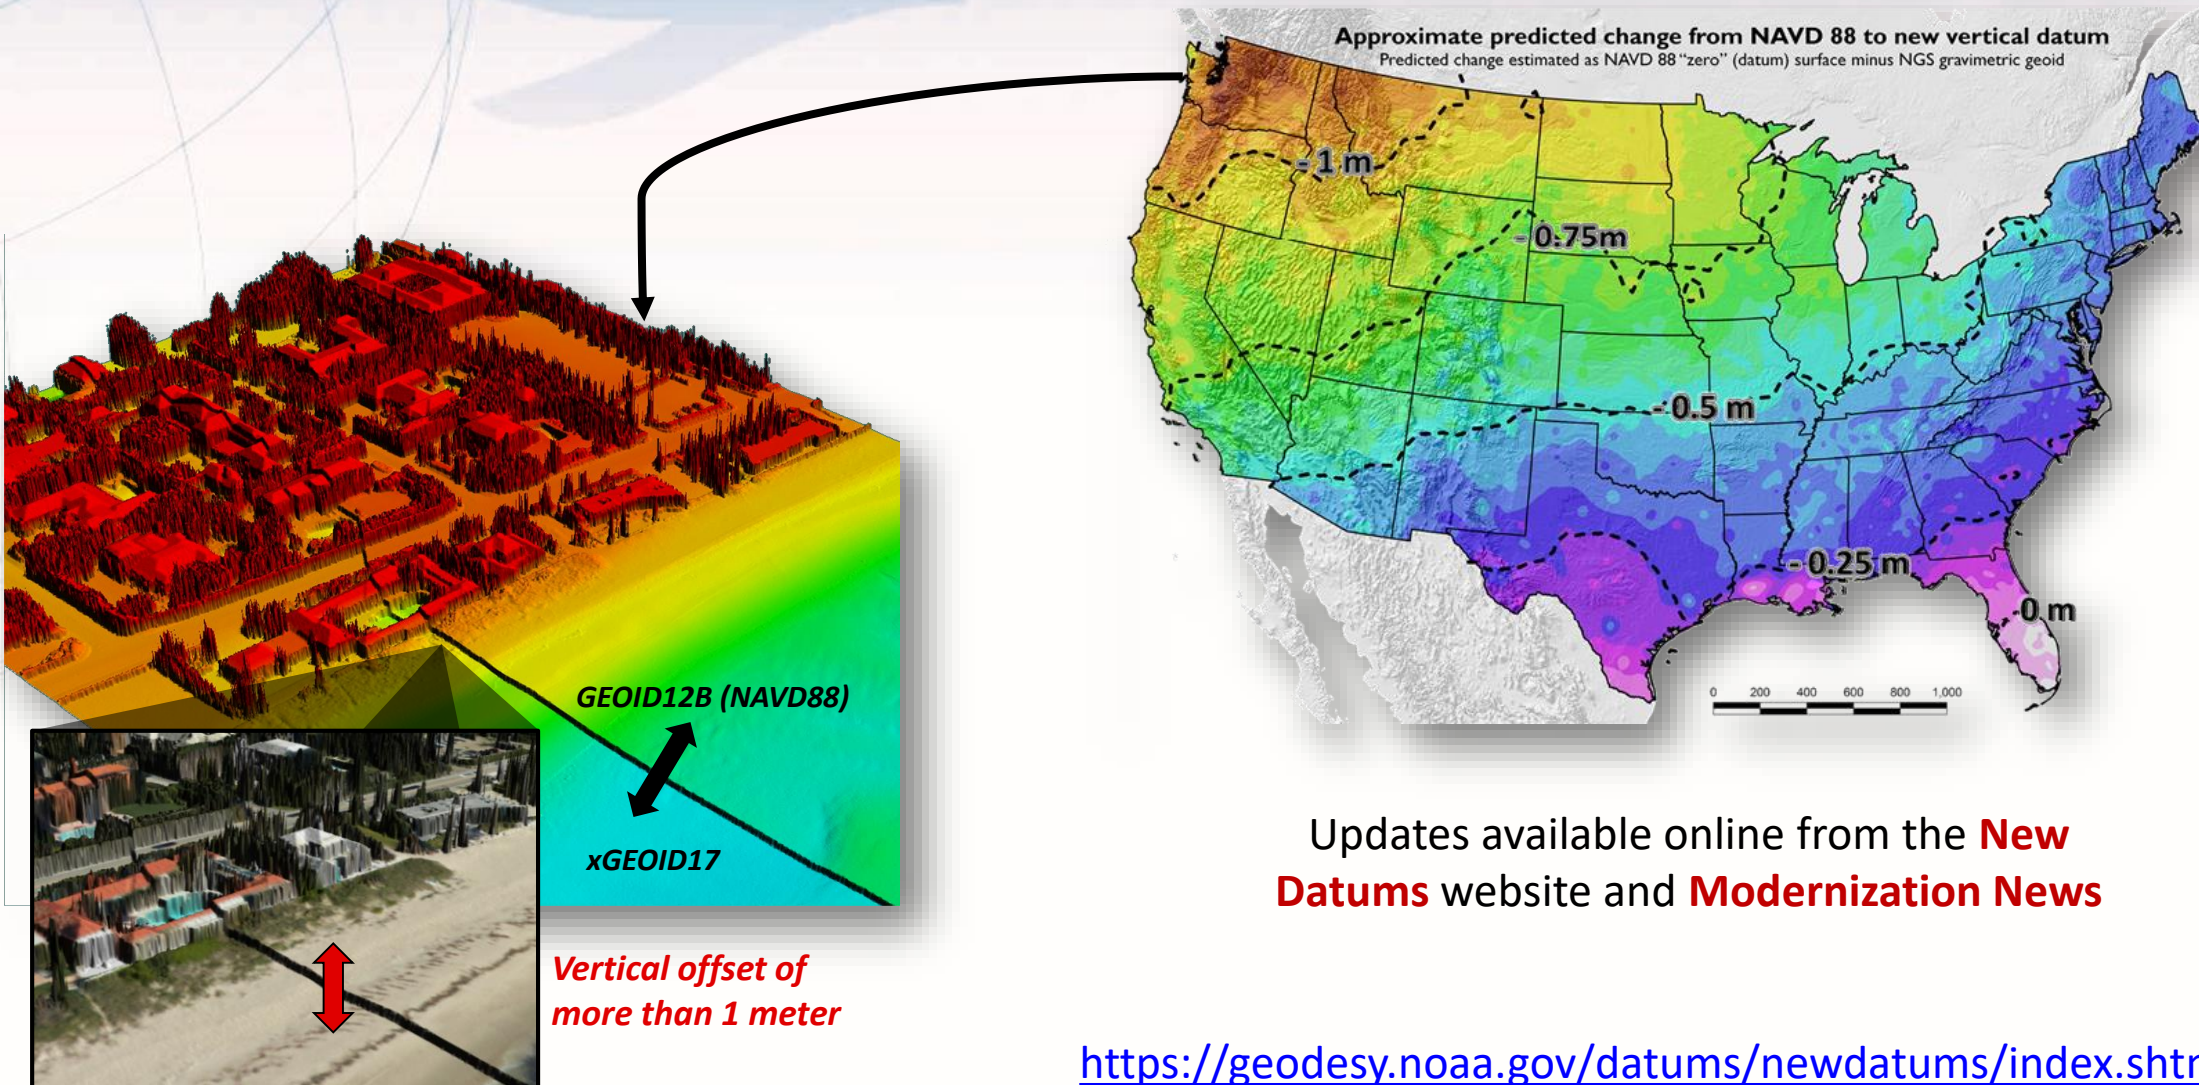 Approximate predicted change from NAVD 88 to new vertical datum
Predicted change estimated as NAVD 88 "zero" (datum) surface minus NGS gravimetric geoid
- 1 m
- 0.75m
- 0.5 m
- 0.25 m
0 m
0 200 400 600 800 1,000
GEOID12B (NAVD88)
xGEOID17
Vertical offset of
more than 1 meter
Updates available online from the New
Datums website and Modernization News
https://geodesy.noaa.gov/datums/newdatums/index.shtm